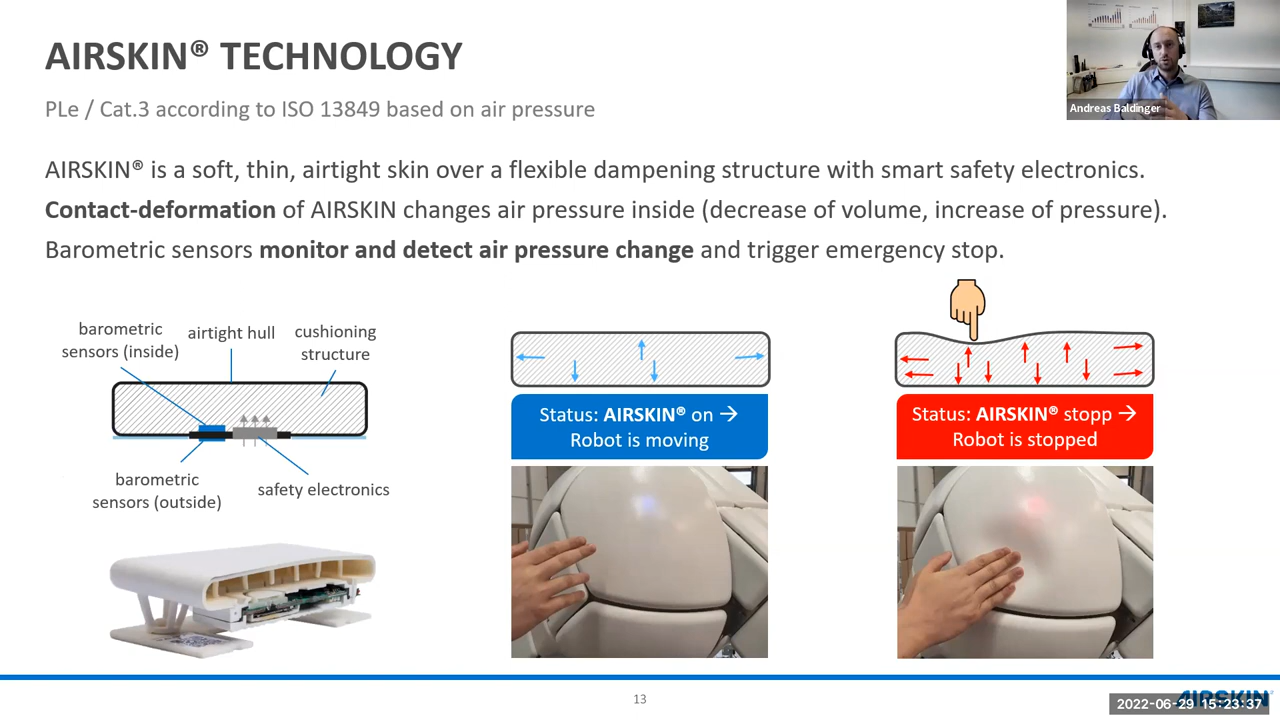 AIRSKIN® TECHNOLOGY
PLe / Cat.3 according to ISO 13849 based on air pressure
Andreas Baldinger
AIRSKIN® is a soft, thin, airtight skin over a flexible dampening structure with smart safety electronics.
Contact-deformation of AIRSKIN changes air pressure inside (decrease of volume, increase of pressure).
Barometric sensors monitor and detect air pressure change and trigger emergency stop.
barometric
sensors (inside)
airtight hull
cushioning
structure
barometric
sensors (outside)
safety electronics
Status: AIRSKIN® on →
Robot is moving
Status: AIRSKIN® stopp →
Robot is stopped
13
AIRSKIN®
2022-06-29 15:23:37